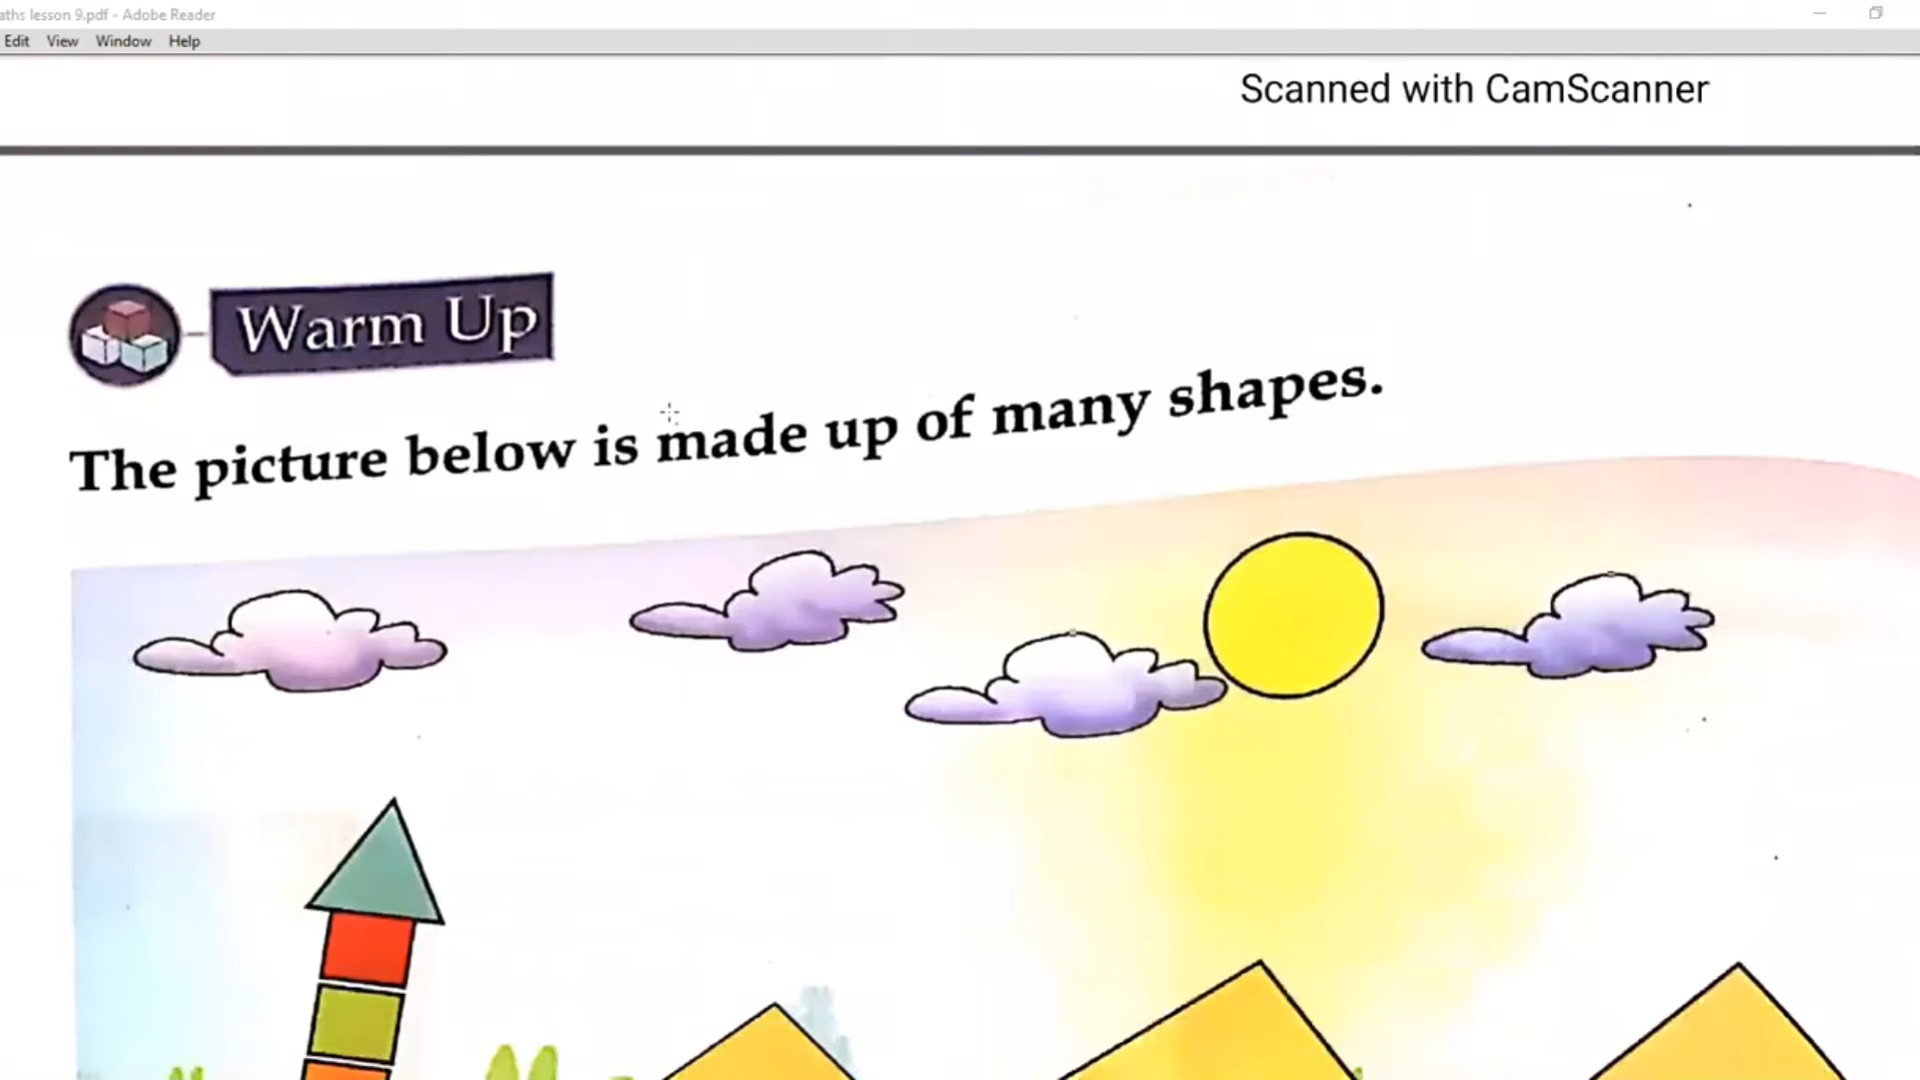 aths lesson 9.pdf - Adobe Reader
Edit View Window Help
Scanned with CamScanner
Warm Up
The picture below is made up of many shapes.